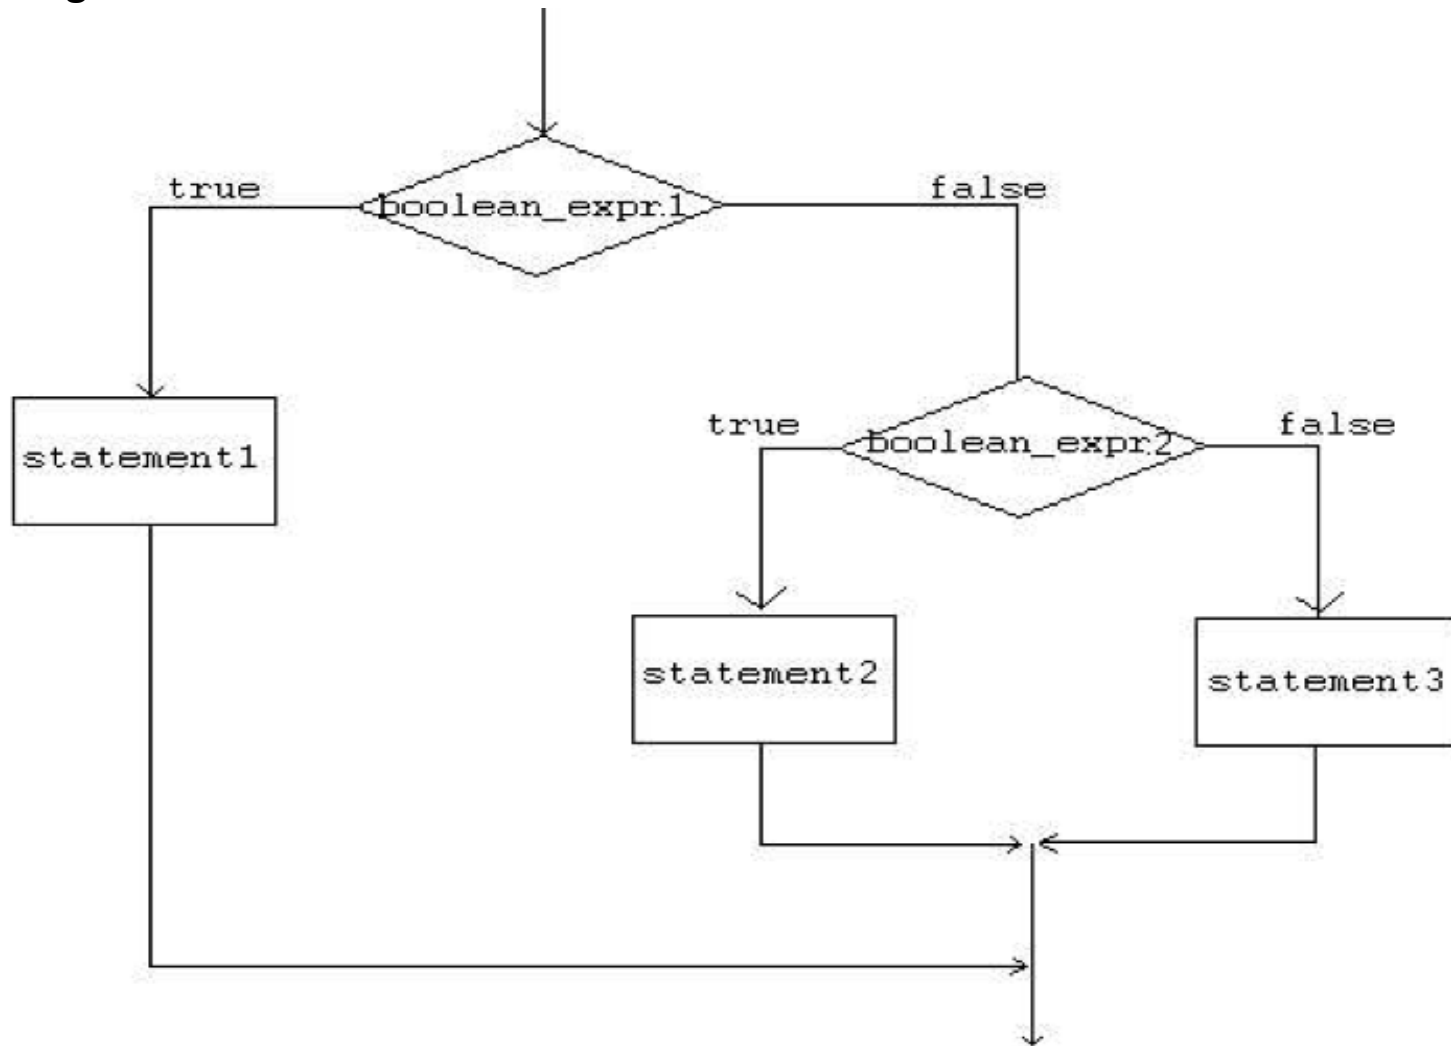 true
false
boolean_expr1
true
false
boolean_expr2
statement1
statement2
statement3